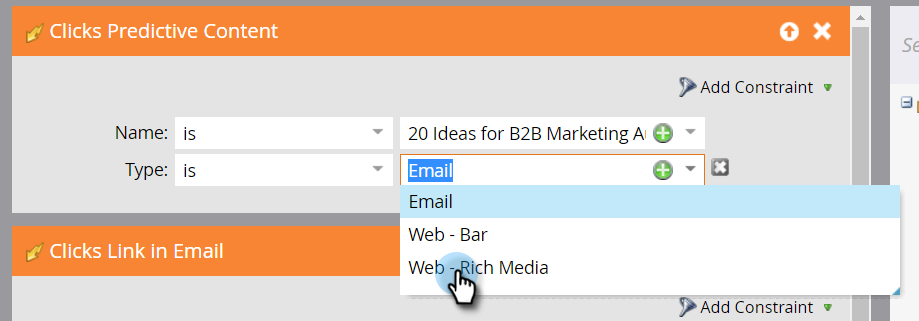 Clicks Predictive Content
Se
Add Constraint
Name: is 20 Ideas for B2B Marketing A
Type: is Email
Email
Web - Bar
Clicks Link in Email
Web - Rich Media
Add Constraint